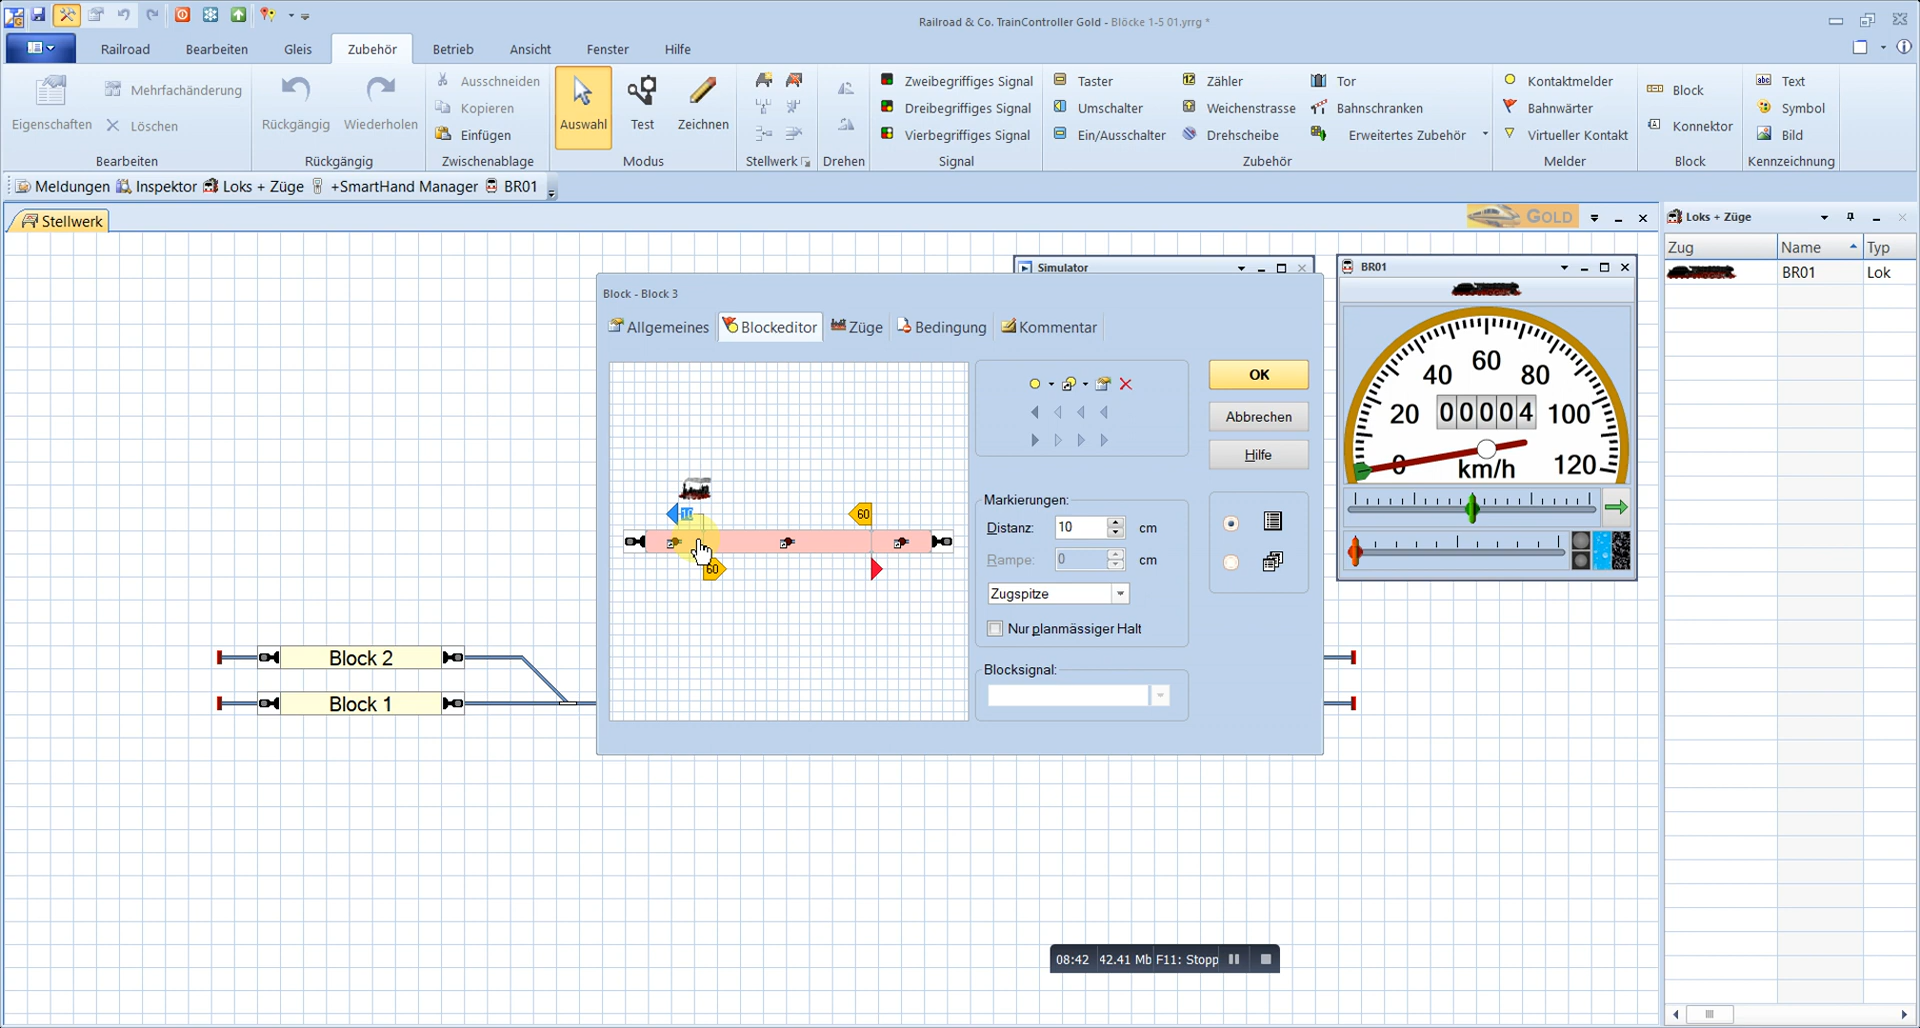 Railroad & Co. TrainController Gold - Blöcke 1-5 01.yrrg *
Railroad Bearbeiten Gleis Zubehör Betrieb Ansicht Fenster Hilfe
Eigenschaften
Mehrfachänderung
Löschen
Bearbeiten
Rückgängig
Wiederholen
Rückgängig
Ausschneiden
Kopieren
Einfügen
Zwischenablage
Auswahl
Test
Zeichnen
Modus
Stellwerk
Drehen
Zweibegriffiges Signal
Dreibegriffiges Signal
Vierbegriffiges Signal
Signal
Taster
Umschalter
Ein/Ausschalter
12 Zähler
Weichenstrasse
Drehscheibe
Tor
Bahnschranken
Erweitertes Zubehör
Zubehör
Kontaktmelder
Bahnwärter
Virtueller Kontakt
Melder
Block
Konnektor
Block
abc Text
Symbol
Bild
Kennzeichnung
Meldungen Inspektor Loks + Züge +SmartHand Manager BR01
Stellwerk
GOLD
Loks + Züge
Zug Name Typ
BR01 Lok
Simulator
BR01
0 20 40 60 80 100 120
00004
km/h
Block - Block 3
Allgemeines Blockeditor Züge Bedingung Kommentar
10
60
60
OK
Abbrechen
Hilfe
Markierungen:
Distanz: 10 cm
Rampe: 0 cm
Zugspitze
Nur planmässiger Halt
Blocksignal:
Block 2
Block 1
08:42 42.41 Mb F11: Stopp